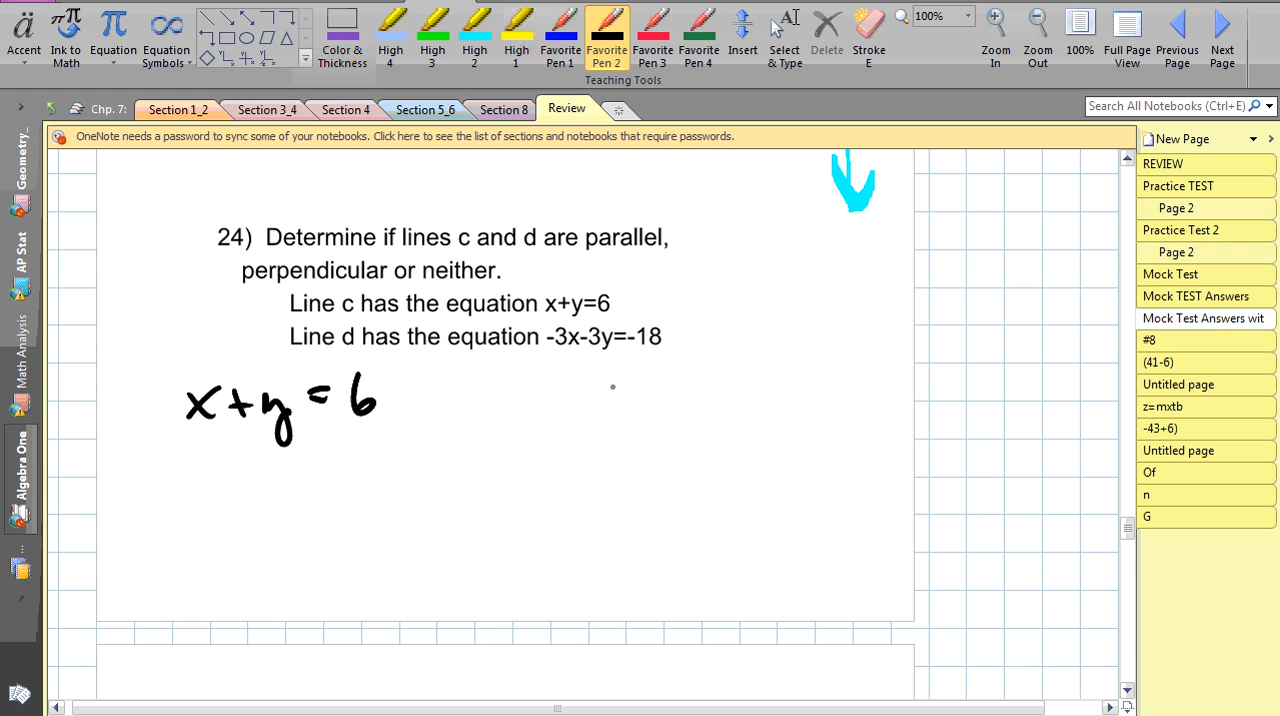 ä ππ π ∞ 100% A
Accent Ink to Math Equation Equation Symbols Color & Thickness High 4 High 3 High 2 High 1 Favorite Pen 1 Favorite Pen 2 Favorite Pen 3 Favorite Pen 4 Insert Select & Type Delete Stroke E Zoom In Zoom Out 100% Full Page View Previous Page Next Page
Teaching Tools
Chp. 7: Section 1_2 Section 3_4 Section 4 Section 5_6 Section 8 Review Search All Notebooks (Ctrl+E)
OneNote needs a password to sync some of your notebooks. Click here to see the list of sections and notebooks that require passwords.
Geometry...
AP Stat
Math Analysis
Algebra One
24) Determine if lines c and d are parallel,
perpendicular or neither.
Line c has the equation x+y=6
Line d has the equation -3x-3y=-18
x+y=6
New Page
REVIEW
Practice TEST
Page 2
Practice Test 2
Page 2
Mock Test
Mock TEST Answers
Mock Test Answers wit
#8
(41-6)
Untitled page
z=mxtb
-43+6)
Untitled page
Of
n
G